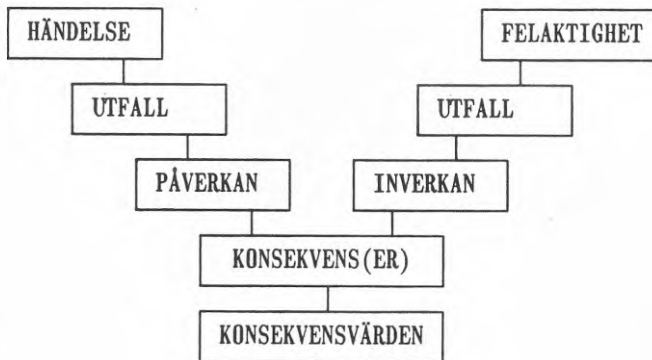 HÄNDELSE
FELAKTIGHET
UTFALL
UTFALL
PÅVERKAN
INVERKAN
KONSEKVENS(ER)
KONSEKVENSVÄRDEN